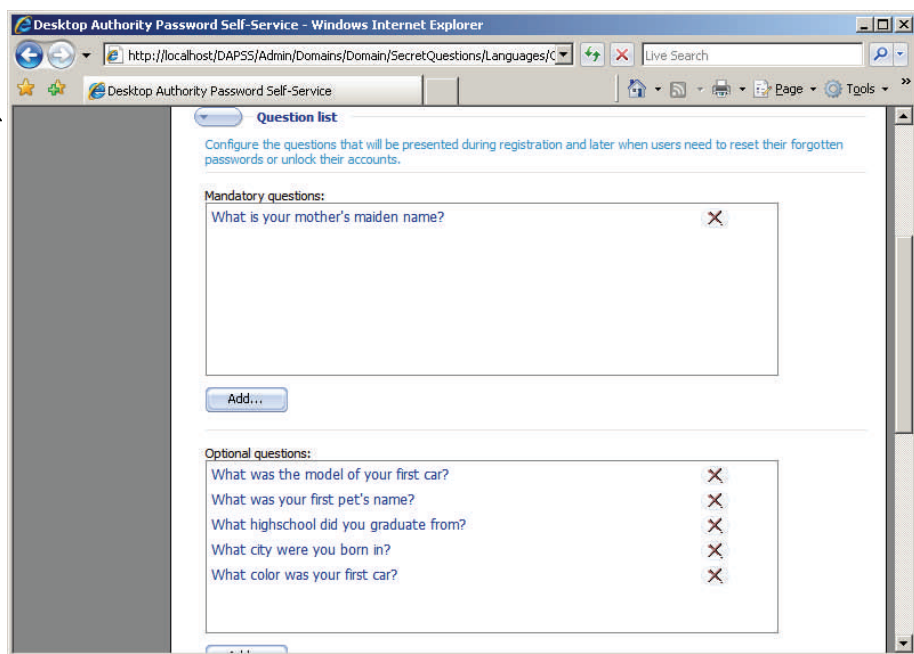 Desktop Authority Password Self-Service - Windows Internet Explorer
http://localhost/DAPSS/Admin/Domains/Domain/SecretQuestions/Languages/C
Live Search
Desktop Authority Password Self-Service
Page
Tools
»
Question list
Configure the questions that will be presented during registration and later when users need to reset their forgotten
passwords or unlock their accounts.
Mandatory questions:
What is your mother's maiden name?
Add...
Optional questions:
What was the model of your first car?
What was your first pet's name?
What highschool did you graduate from?
What city were you born in?
What color was your first car?